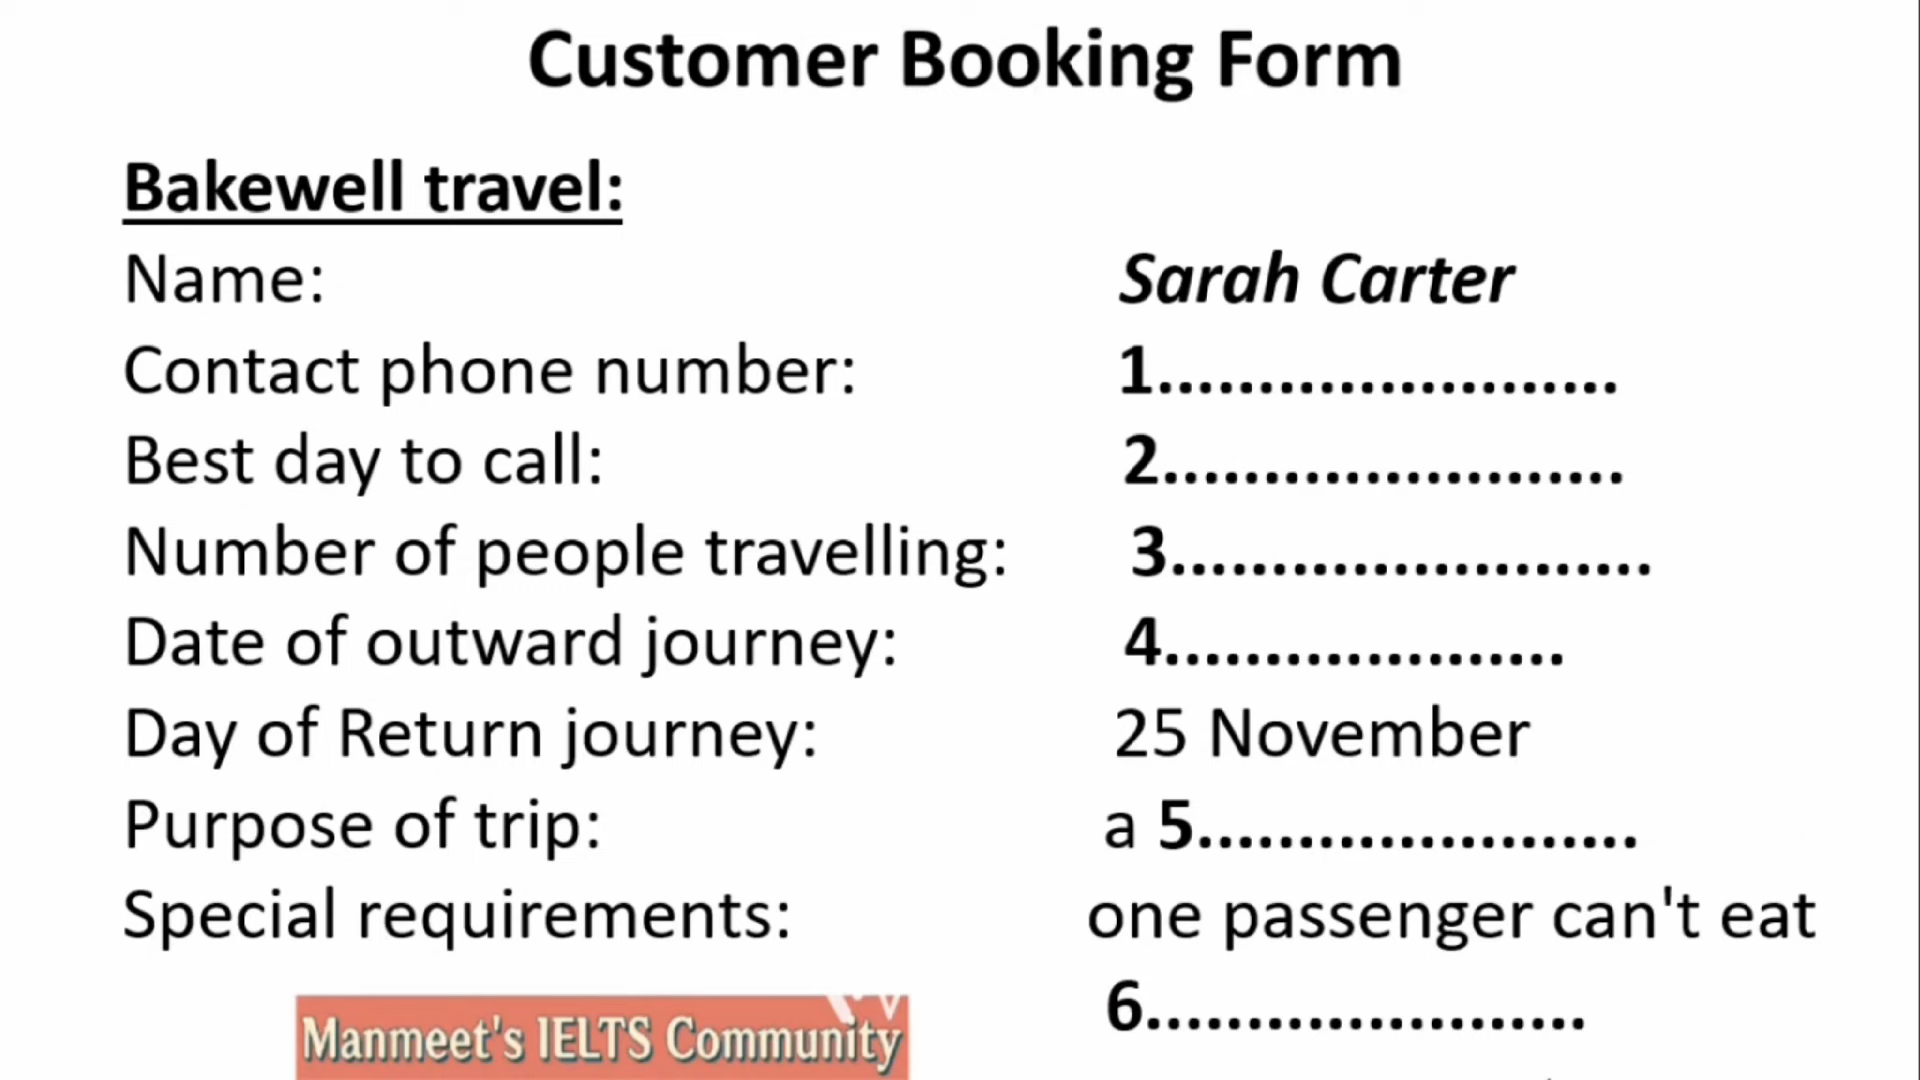 Customer Booking Form
Bakewell travel:
Name: Sarah Carter
Contact phone number: 1.......................
Best day to call: 2.......................
Number of people travelling: 3........................
Date of outward journey: 4....................
Day of Return journey: 25 November
Purpose of trip: a 5......................
Special requirements: one passenger can't eat
6......................
Manmeet's IELTS Community